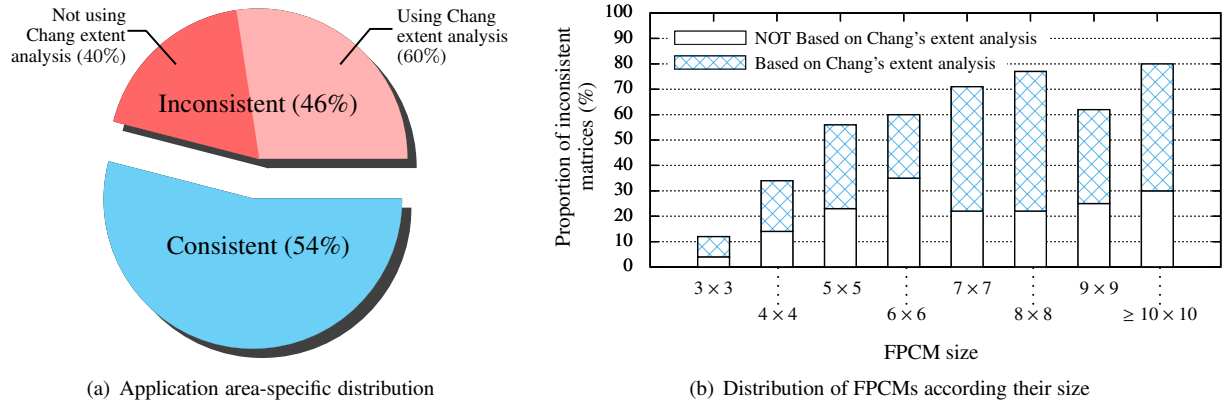 Not using
Chang extent
analysis (40%)
Using Chang
extent analysis
(60%)
Inconsistent (46%)
Consistent (54%)
(a) Application area-specific distribution
Proportion of inconsistent
matrices (%)
100
90
80
70
60
50
40
30
20
10
0
NOT Based on Chang's extent analysis
Based on Chang's extent analysis
3 × 3
4 × 4
5 × 5
6 × 6
7 × 7
8 × 8
9 × 9
≥ 10 × 10
FPCM size
(b) Distribution of FPCMs according their size